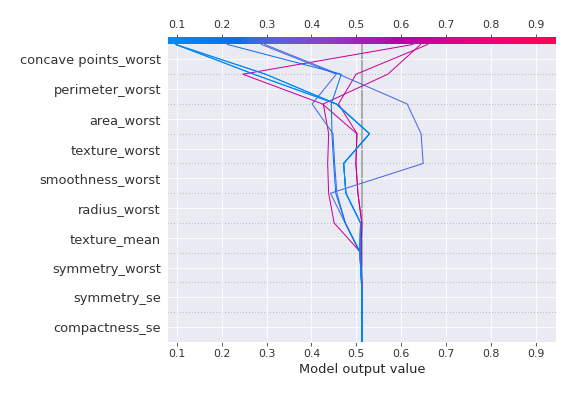 0.1 0.2 0.3 0.4 0.5 0.6 0.7 0.8 0.9
concave points_worst
perimeter_worst
area_worst
texture_worst
smoothness_worst
radius_worst
texture_mean
symmetry_worst
symmetry_se
compactness_se
0.1 0.2 0.3 0.4 0.5 0.6 0.7 0.8 0.9
Model output value